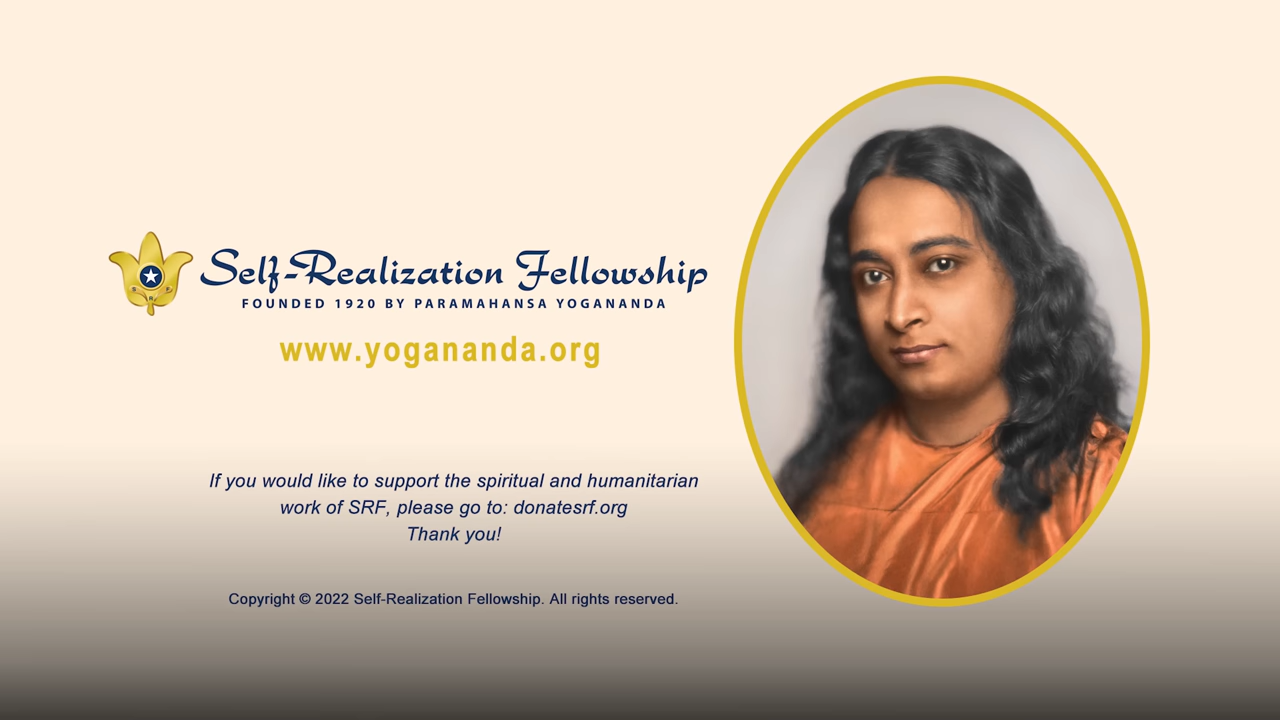 Self-Realization Fellowship
FOUNDED 1920 BY PARAMAHANSA YOGANANDA
www.yogananda.org
If you would like to support the spiritual and humanitarian
work of SRF, please go to: donatesrf.org
Thank you!
Copyright © 2022 Self-Realization Fellowship. All rights reserved.